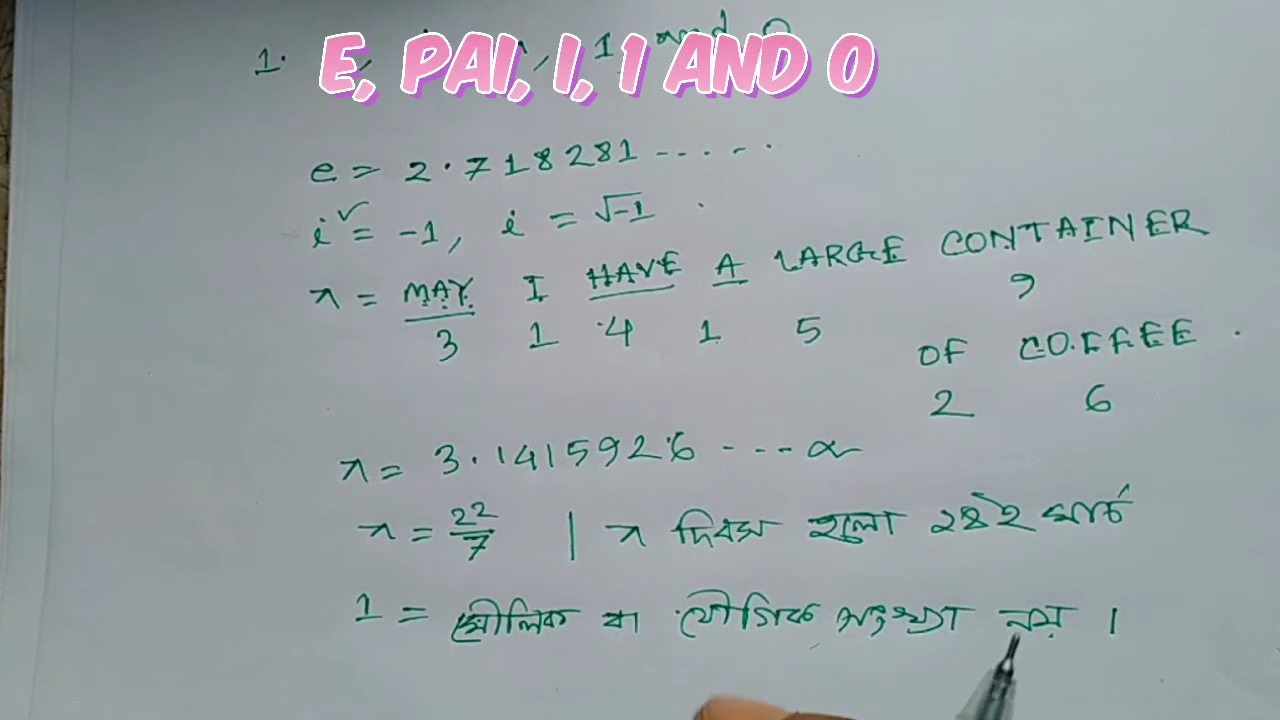 E, PAI, I, 1 AND 0
1.
e = 2.718281.....
i² = -1, i = √-1 .
π = MAY I HAVE A LARGE CONTAINER
3 1 4 1 5 9
OF COFFEE .
2 6
π = 3.1415926 ---- α
π = 22/7 | π দিবস হলো ১৪ই মার্চ
1 = মৌলিক বা যৌগিক সংখ্যা নয় ।